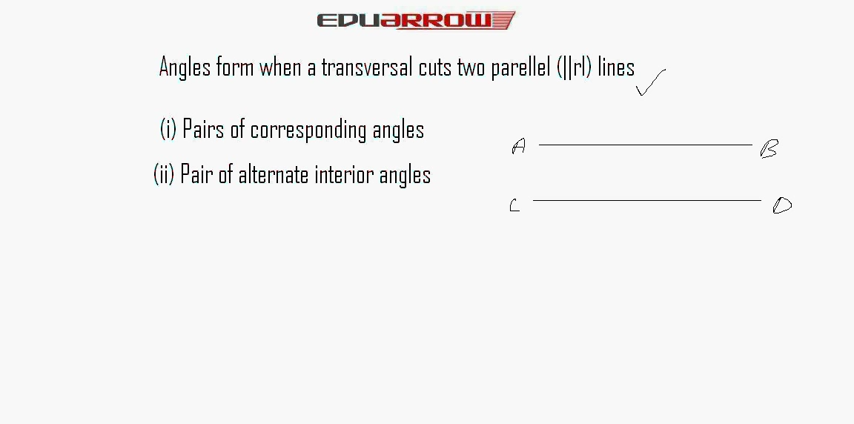 EDUARROW
Angles form when a transversal cuts two parellel (||rl) lines
(i) Pairs of corresponding angles
(ii) Pair of alternate interior angles
A B
C D